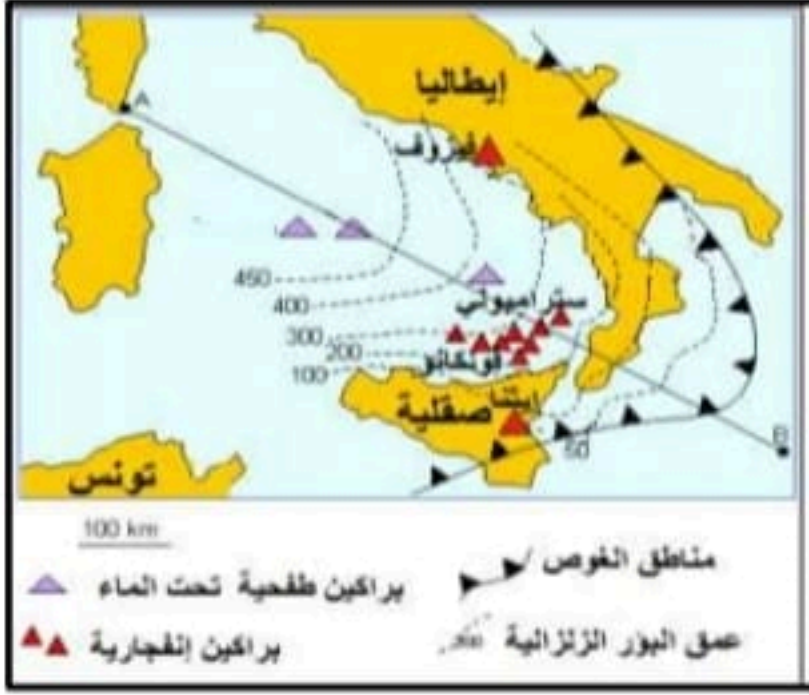 إيطاليا
A
فيزوف
450
400
سترامبولي
300
200
فولكانو
100
إيتنا
صقلية
B
50
تونس
100 km
مناطق الغوص
براكين طفحية تحت الماء
عمق البؤر الزلزالية
براكين إنفجارية